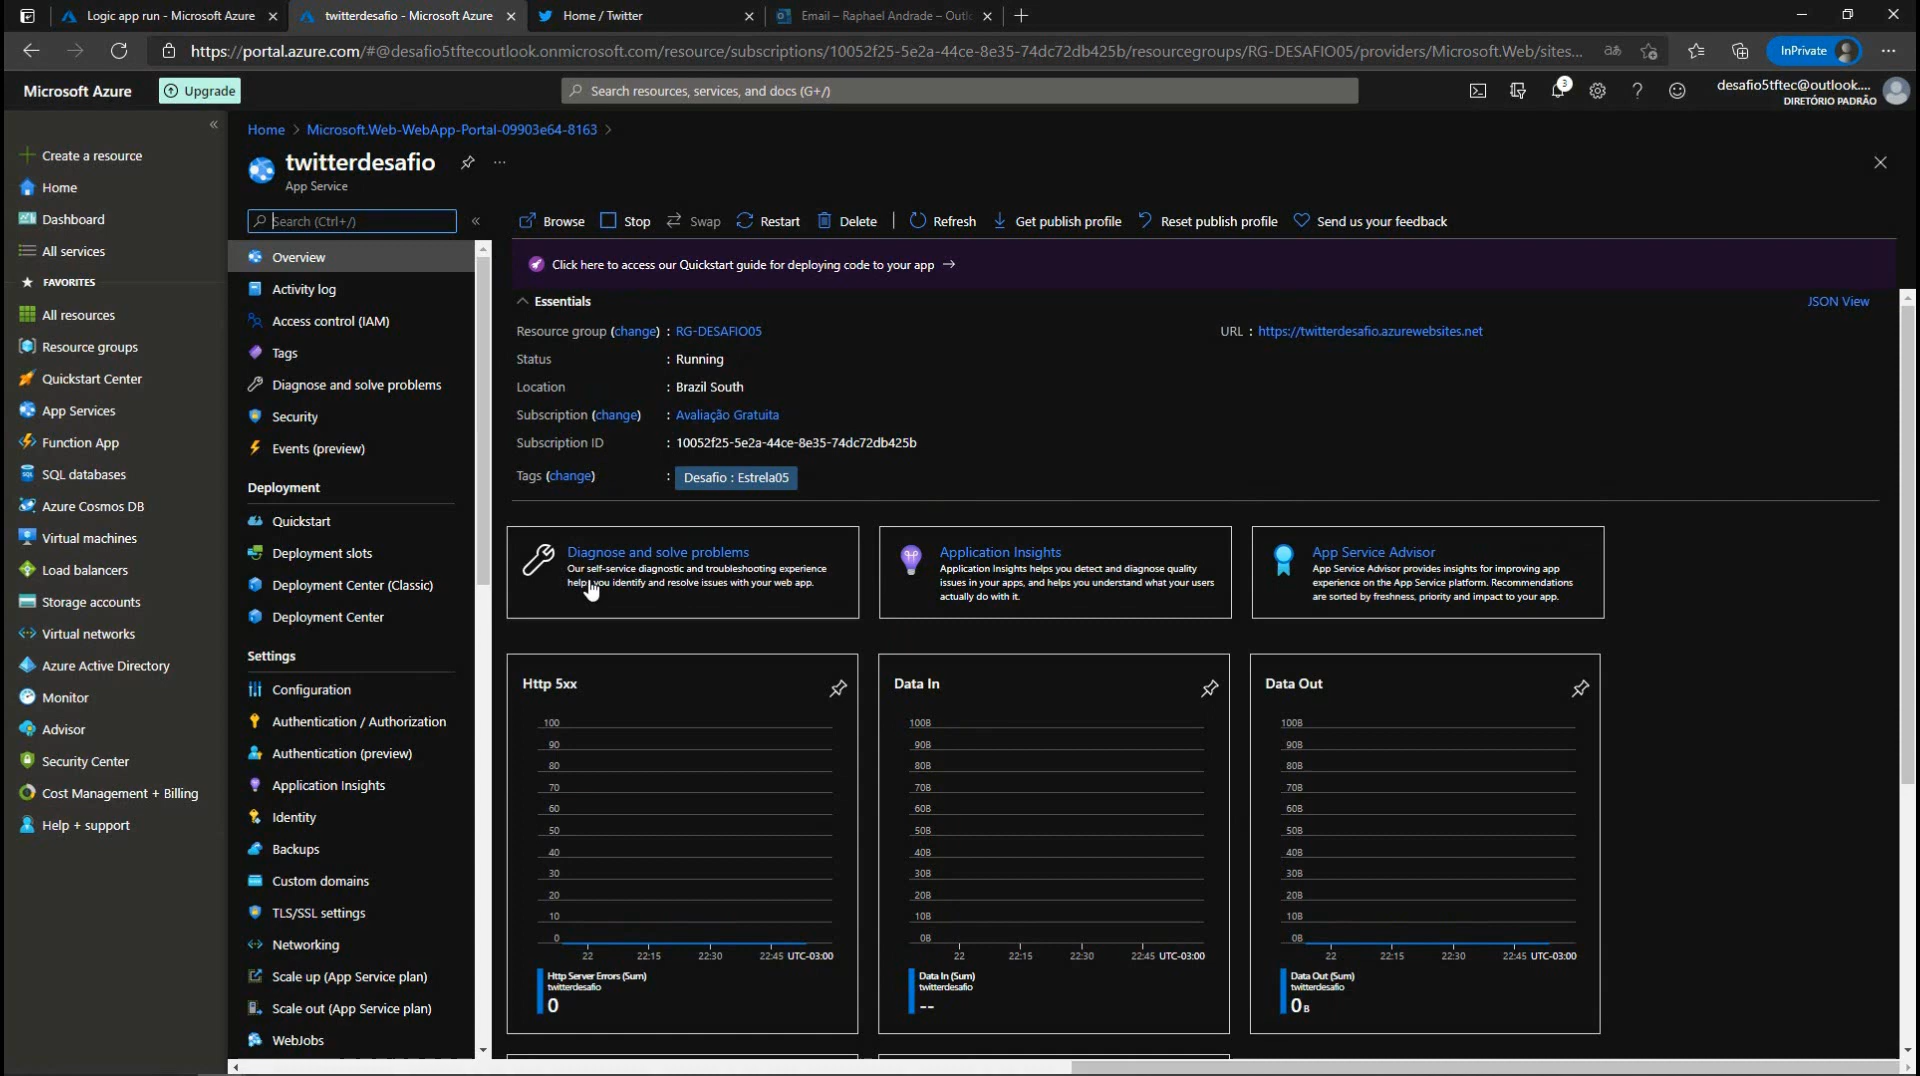 Logic app run - Microsoft Azure
twitterdesafio - Microsoft Azure
Home / Twitter
Email – Raphael Andrade – Outl
https://portal.azure.com/#@desafio5tftecoutlook.onmicrosoft.com/resource/subscriptions/10052f25-5e2a-44ce-8e35-74dc72db425b/resourcegroups/RG-DESAFIO05/providers/Microsoft.Web/sites...
InPrivate
Microsoft Azure
Upgrade
Search resources, services, and docs (G+/)
3
desafio5tftec@outlook....
DIRETÓRIO PADRÃO
Home > Microsoft.Web-WebApp-Portal-09903e64-8163 >
twitterdesafio
App Service
Create a resource
Home
Dashboard
All services
FAVORITES
All resources
Resource groups
Quickstart Center
App Services
Function App
SQL databases
Azure Cosmos DB
Virtual machines
Load balancers
Storage accounts
Virtual networks
Azure Active Directory
Monitor
Advisor
Security Center
Cost Management + Billing
Help + support
Search (Ctrl+/)
Overview
Activity log
Access control (IAM)
Tags
Diagnose and solve problems
Security
Events (preview)
Deployment
Quickstart
Deployment slots
Deployment Center (Classic)
Deployment Center
Settings
Configuration
Authentication / Authorization
Authentication (preview)
Application Insights
Identity
Backups
Custom domains
TLS/SSL settings
Networking
Scale up (App Service plan)
Scale out (App Service plan)
WebJobs
Browse Stop Swap Restart Delete Refresh Get publish profile Reset publish profile Send us your feedback
Click here to access our Quickstart guide for deploying code to your app →
Essentials
JSON View
Resource group (change) : RG-DESAFIO05
URL : https://twitterdesafio.azurewebsites.net
Status : Running
Location : Brazil South
Subscription (change) : Avaliação Gratuita
Subscription ID : 10052f25-5e2a-44ce-8e35-74dc72db425b
Tags (change) : Desafio : Estrela05
Diagnose and solve problems
Our self-service diagnostic and troubleshooting experience
help you identify and resolve issues with your web app.
Application Insights
Application Insights helps you detect and diagnose quality
issues in your apps, and helps you understand what your users
actually do with it.
App Service Advisor
App Service Advisor provides insights for improving app
experience on the App Service platform. Recommendations
are sorted by freshness, priority and impact to your app.
Http 5xx
100
90
80
70
60
50
40
30
20
10
0
22 22:15 22:30 22:45 UTC-03:00
Http Server Errors (Sum)
twitterdesafio
0
Data In
100B
90B
80B
70B
60B
50B
40B
30B
20B
10B
0B
22 22:15 22:30 22:45 UTC-03:00
Data In (Sum)
twitterdesafio
--
Data Out
100B
90B
80B
70B
60B
50B
40B
30B
20B
10B
0B
22 22:15 22:30 22:45 UTC-03:00
Data Out (Sum)
twitterdesafio
0 B